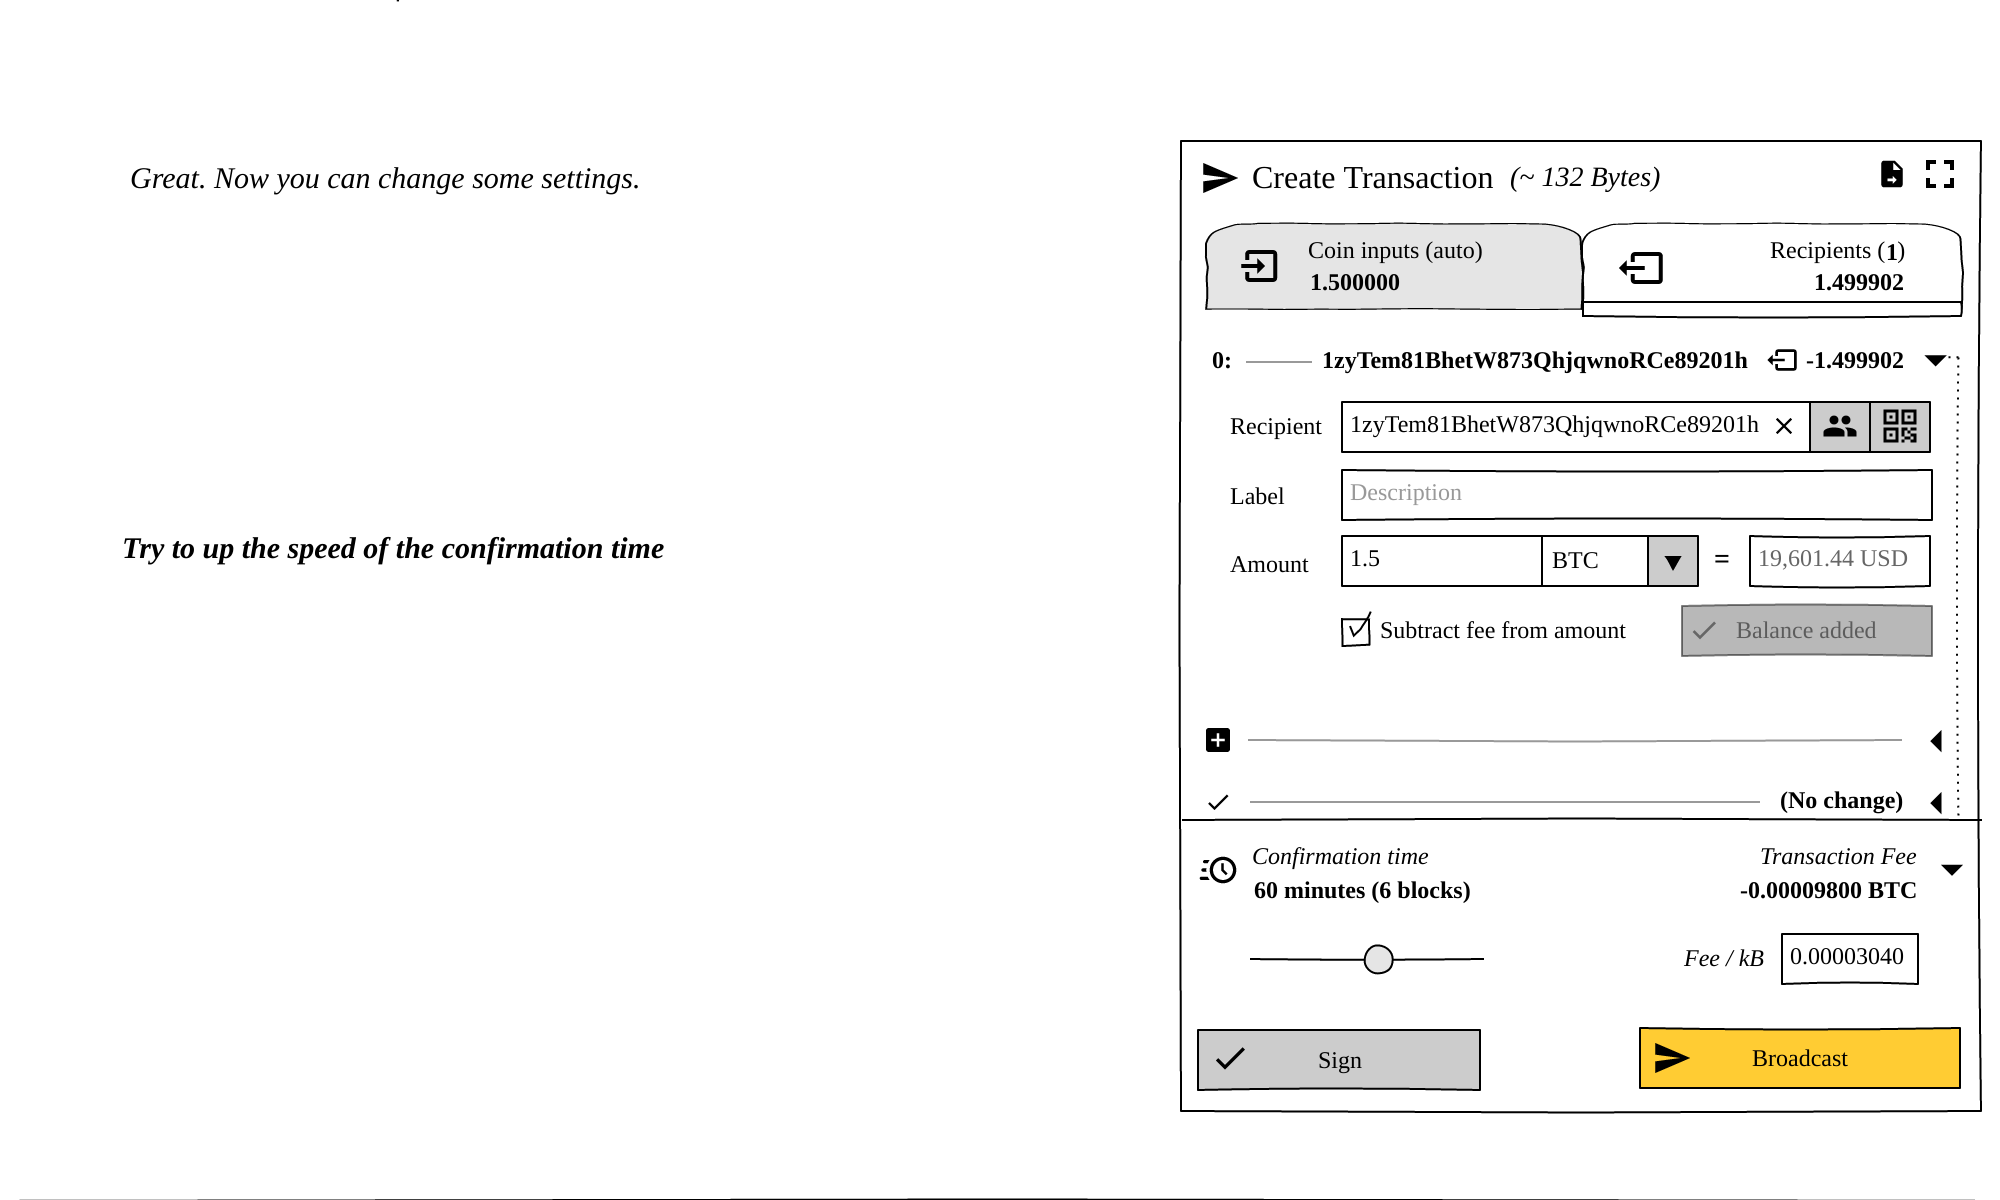 Great. Now you can change some settings.
Try to up the speed of the confirmation time
Create Transaction (~ 132 Bytes)
Coin inputs (auto)
1.500000
Recipients (1)
1.499902
0: 1zyTem81BhetW873QhjqwnoRCe89201h -1.499902
Recipient 1zyTem81BhetW873QhjqwnoRCe89201h
Label Description
Amount 1.5 BTC = 19,601.44 USD
Subtract fee from amount Balance added
(No change)
Confirmation time
60 minutes (6 blocks)
Transaction Fee
-0.00009800 BTC
Fee / kB 0.00003040
Sign Broadcast